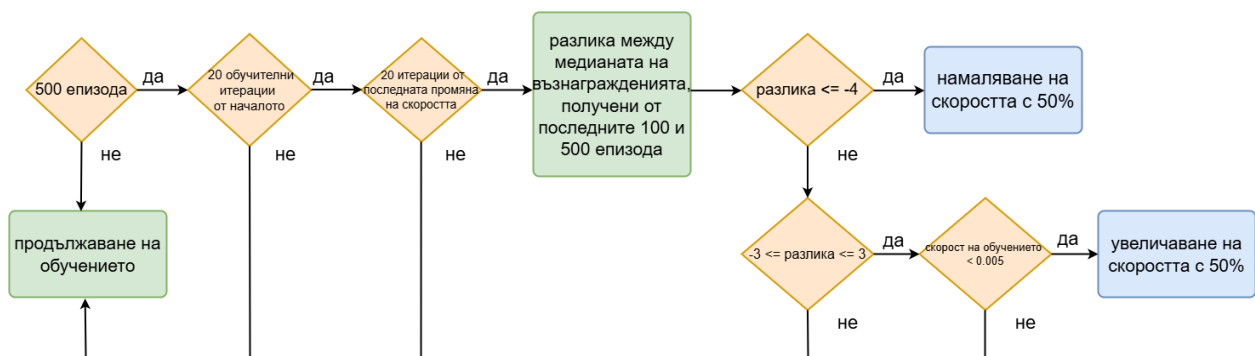 500 епизода
да
20 обучителни
итерации
от началото
да
20 итерации от
последната промяна
на скоростта
да
разлика между
медианата на
възнагражденията,
получени от
последните 100 и
500 епизода
разлика <= -4
да
намаляване на
скоростта с 50%
не
не
не
не
продължаване на
обучението
-3 <= разлика <= 3
да
скорост на обучението
< 0.005
да
увеличаване на
скоростта с 50%
не
не